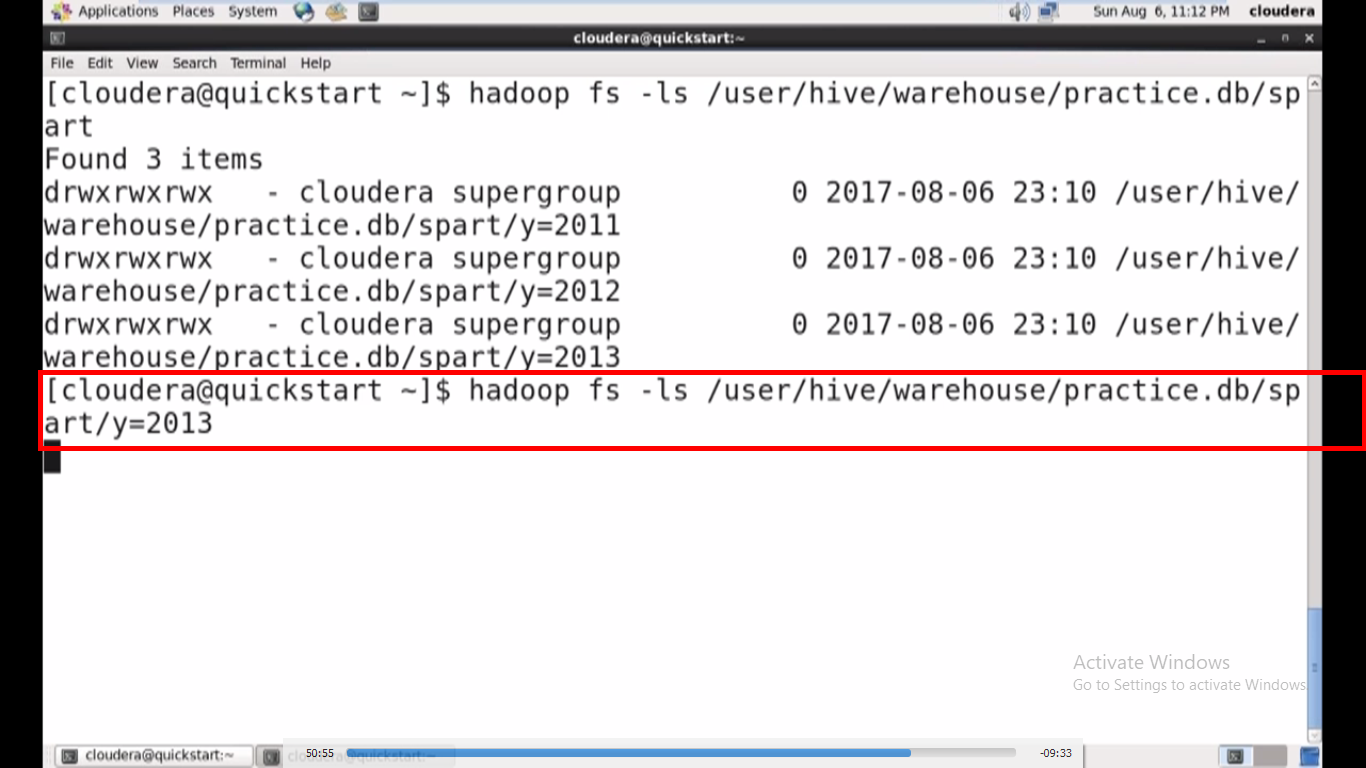 Applications Places System Sun Aug 6, 11:12 PM cloudera
cloudera@quickstart:~
File Edit View Search Terminal Help
[cloudera@quickstart ~]$ hadoop fs -ls /user/hive/warehouse/practice.db/sp
art
Found 3 items
drwxrwxrwx   - cloudera supergroup          0 2017-08-06 23:10 /user/hive/
warehouse/practice.db/spart/y=2011
drwxrwxrwx   - cloudera supergroup          0 2017-08-06 23:10 /user/hive/
warehouse/practice.db/spart/y=2012
drwxrwxrwx   - cloudera supergroup          0 2017-08-06 23:10 /user/hive/
warehouse/practice.db/spart/y=2013
[cloudera@quickstart ~]$ hadoop fs -ls /user/hive/warehouse/practice.db/sp
art/y=2013
Activate Windows
Go to Settings to activate Windows
cloudera@quickstart:~ cloudera@quickstart:~
50:55 -09:33